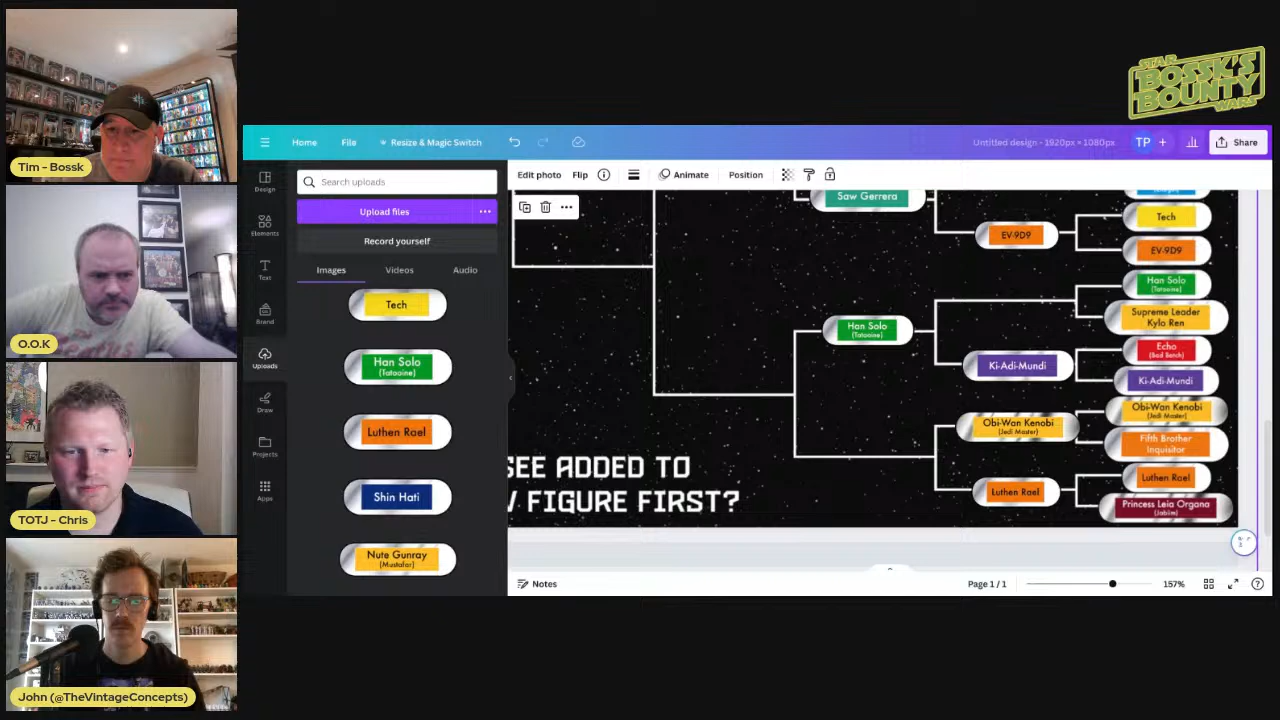 Tim - Bossk
O.O.K
TOTJ - Chris
John (@TheVintageConcepts)
STAR
BOSSK'S
BOUNTY
WARS
Home
File
Resize & Magic Switch
Untitled design - 1920px × 1080px
TP
+
Share
Design
Elements
Text
Brand
Uploads
Draw
Projects
Apps
Search uploads
Upload files
Record yourself
Images
Videos
Audio
Tech
Han Solo
(Tatooine)
Luthen Rael
Shin Hati
Nute Gunray
(Mustafar)
Edit photo
Flip
Animate
Position
Saw Gerrera
EV-9D9
Han Solo
(Tatooine)
Ki-Adi-Mundi
Obi-Wan Kenobi
(Jedi Master)
Luthen Rael
Tech
EV-9D9
Han Solo
(Tatooine)
Supreme Leader
Kylo Ren
Echo
(Bad Batch)
Ki-Adi-Mundi
Obi-Wan Kenobi
(Jedi Master)
Fifth Brother
Inquisitor
Luthen Rael
Princess Leia Organa
(Jabiim)
SEE ADDED TO
FIGURE FIRST?
Notes
Page 1 / 1
157%